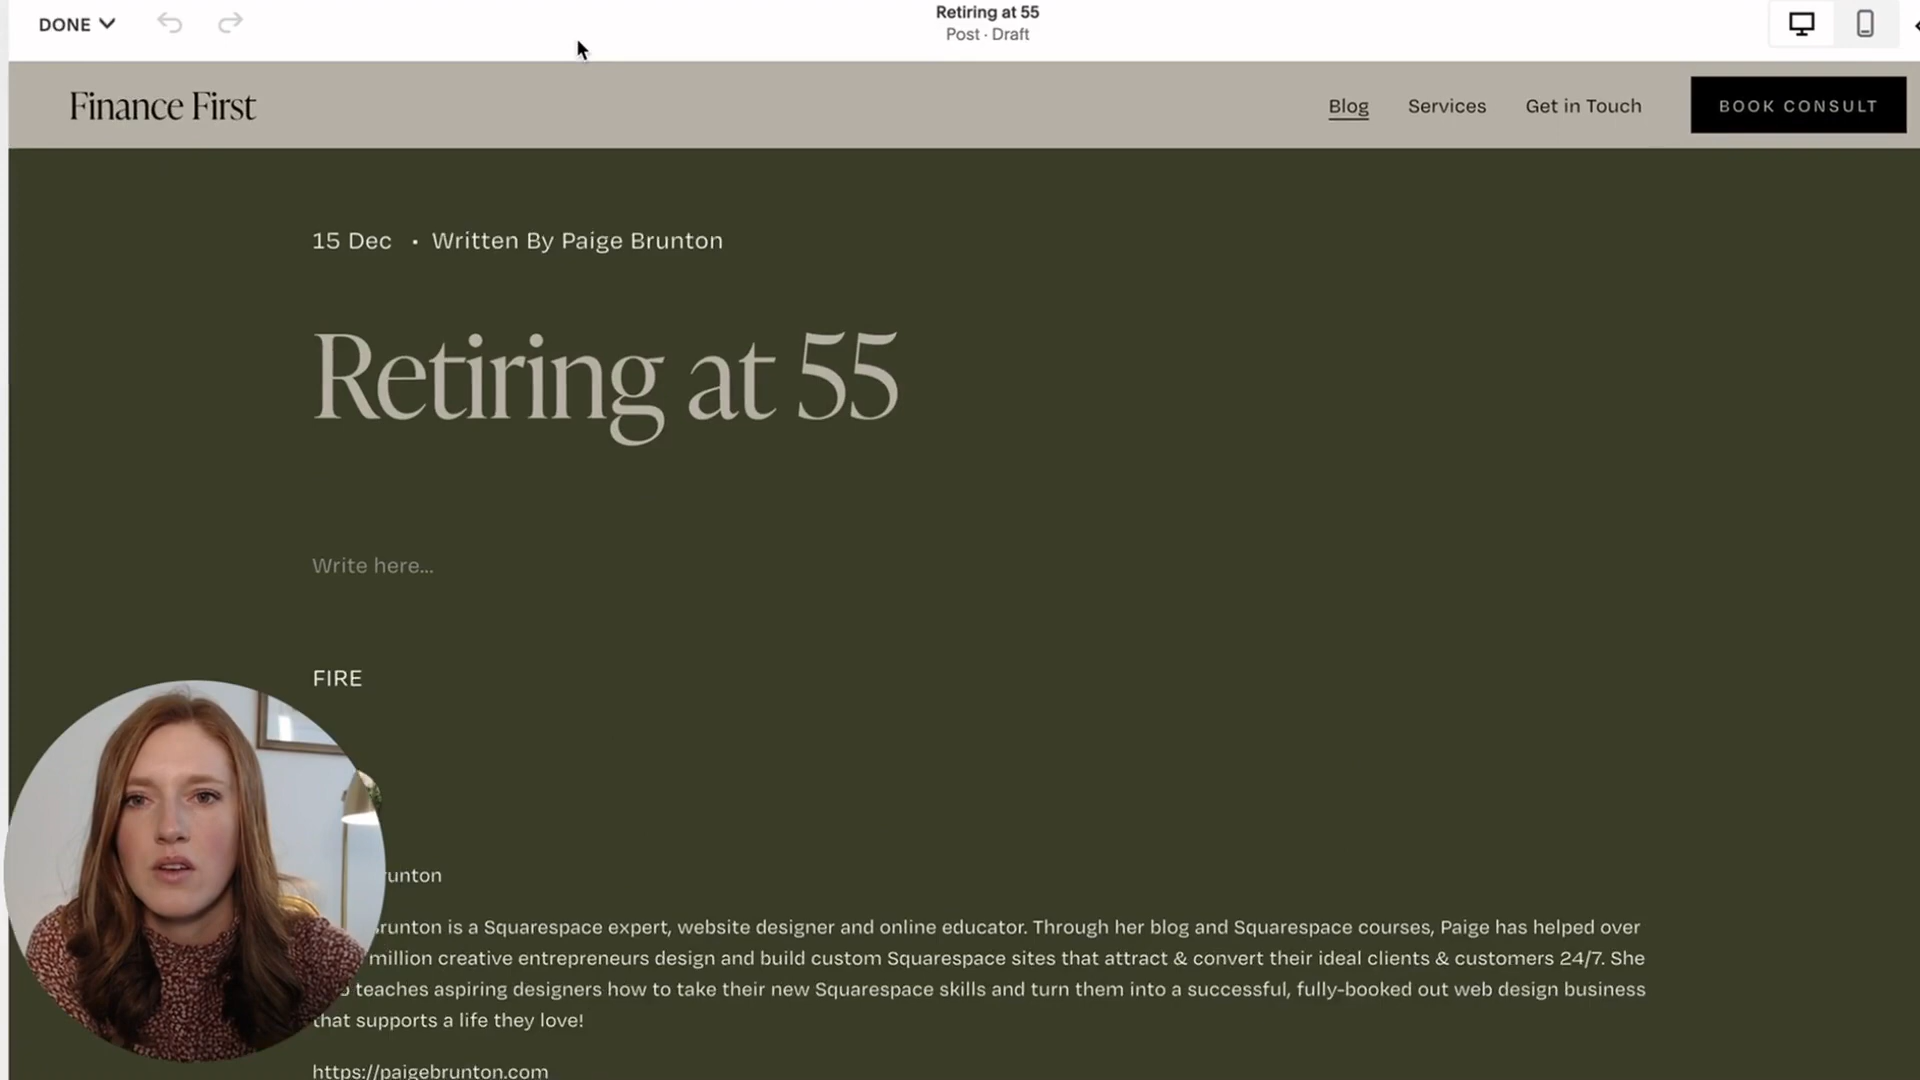 DONE
Retiring at 55
Post · Draft
Finance First
Blog
Services
Get in Touch
BOOK CONSULT
15 Dec • Written By Paige Brunton
Retiring at 55
Write here...
FIRE
runton
runton is a Squarespace expert, website designer and online educator. Through her blog and Squarespace courses, Paige has helped over
million creative entrepreneurs design and build custom Squarespace sites that attract & convert their ideal clients & customers 24/7. She
teaches aspiring designers how to take their new Squarespace skills and turn them into a successful, fully-booked out web design business
that supports a life they love!
https://paigebrunton.com